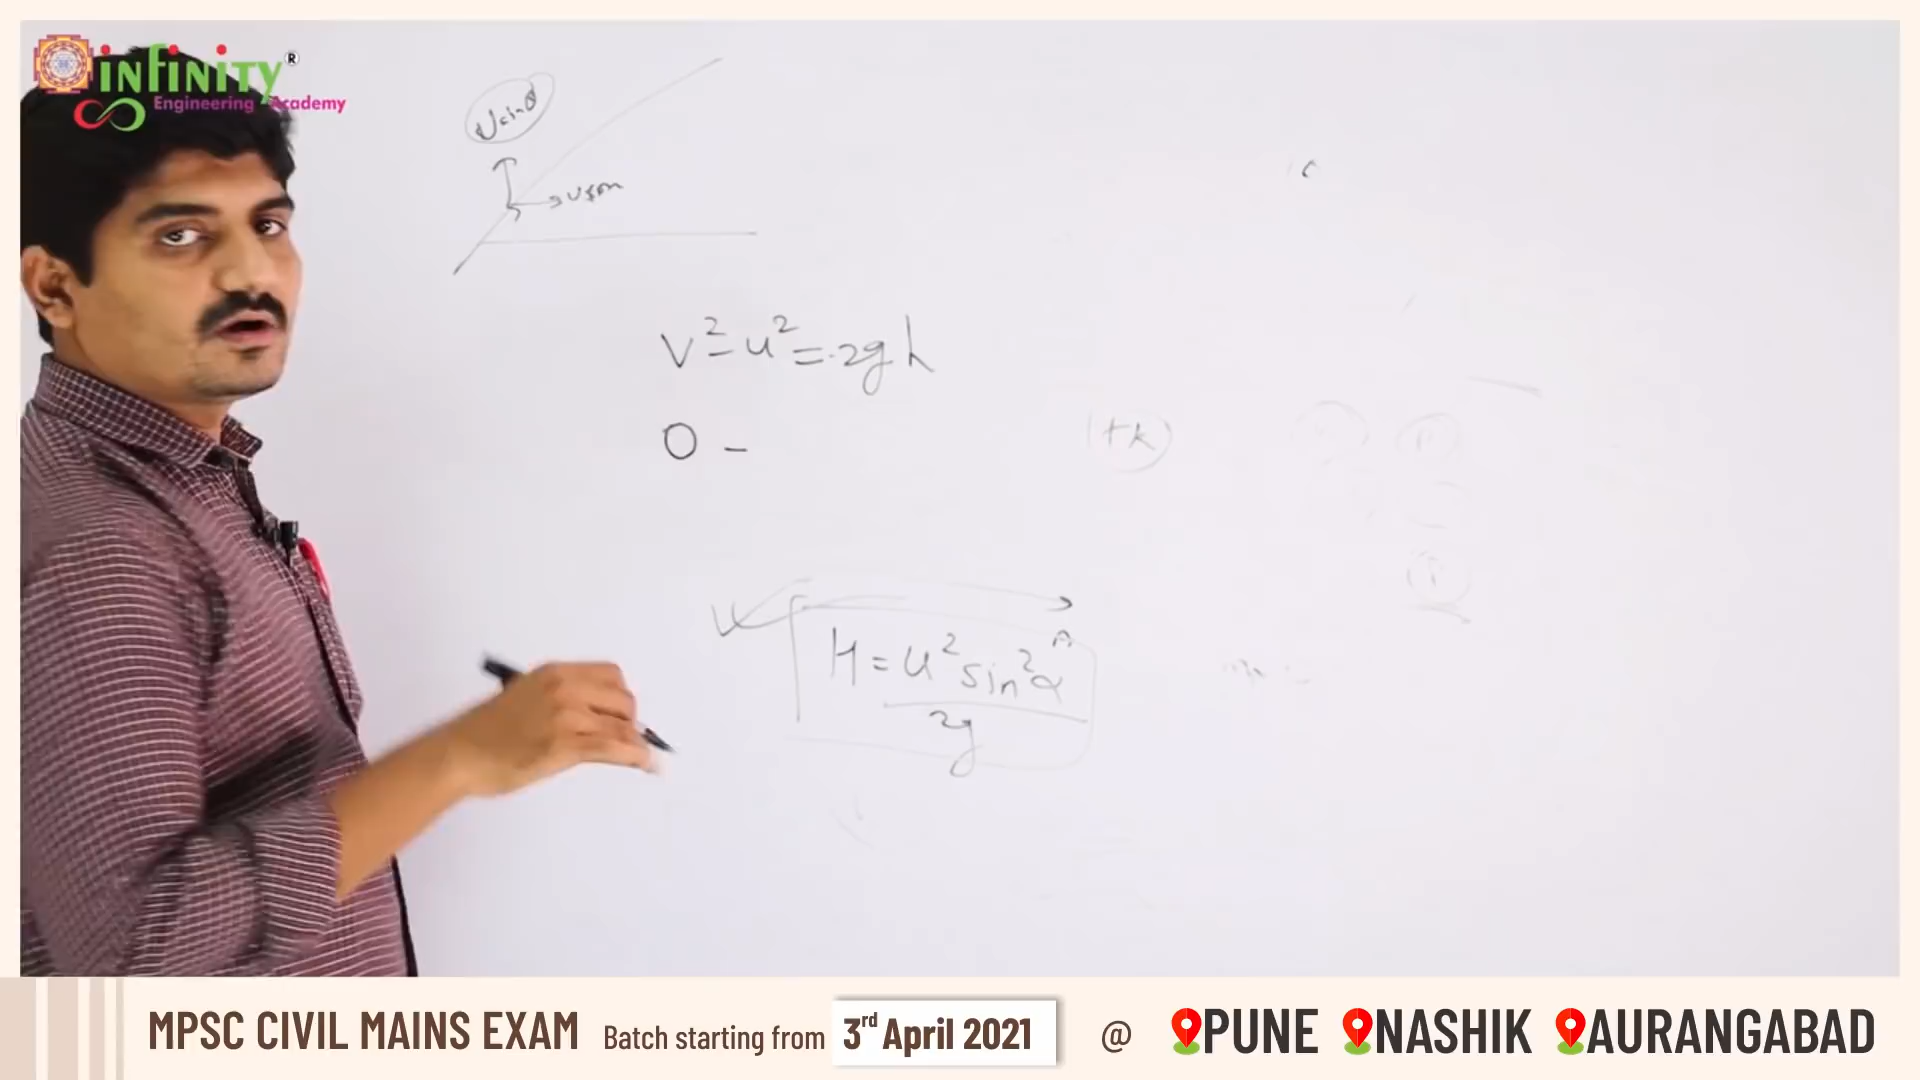 infinity ®
Engineering Academy
V² - u² = -2gh
0 -
1+k
H = u² sin² α
2g
MPSC CIVIL MAINS EXAM Batch starting from 3rd April 2021 @ PUNE NASHIK AURANGABAD